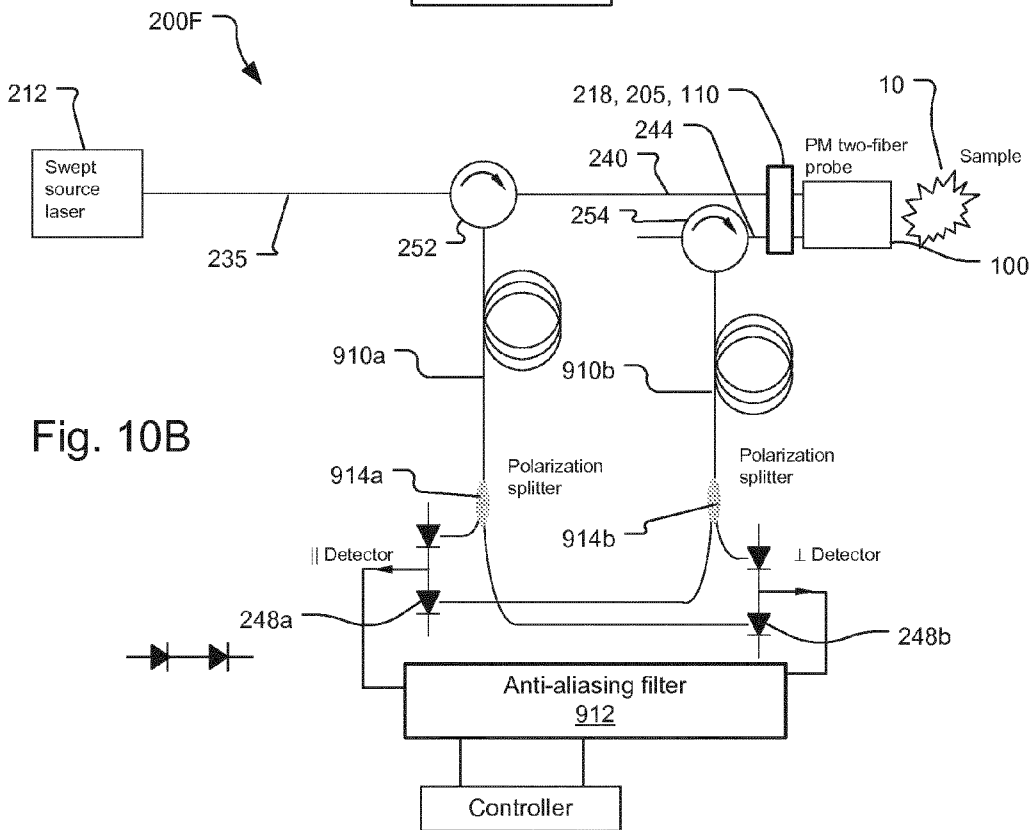 200F
212
218, 205, 110
10
244
PM two-fiber
probe
Sample
240
Swept
source
laser
254
235
252
100
910a
910b
Fig. 10B
914a
Polarization
splitter
Polarization
splitter
914b
|| Detector
⊥ Detector
248a
248b
Anti-aliasing filter
912
Controller